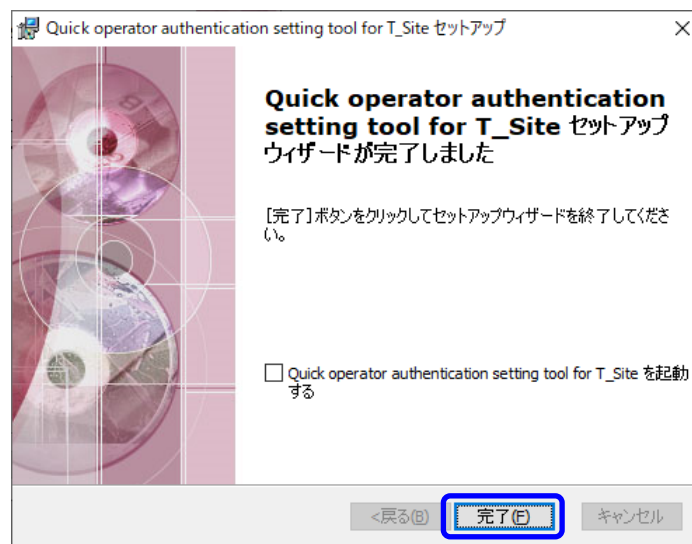 Quick operator authentication setting tool for T_Site セットアップ
Quick operator authentication
setting tool for T_Site セットアップ
ウィザードが完了しました
[完了]ボタンをクリックしてセットアップウィザードを終了してくださ
い。
Quick operator authentication setting tool for T_Site を起動
する
<戻る(B)
完了(F)
キャンセル